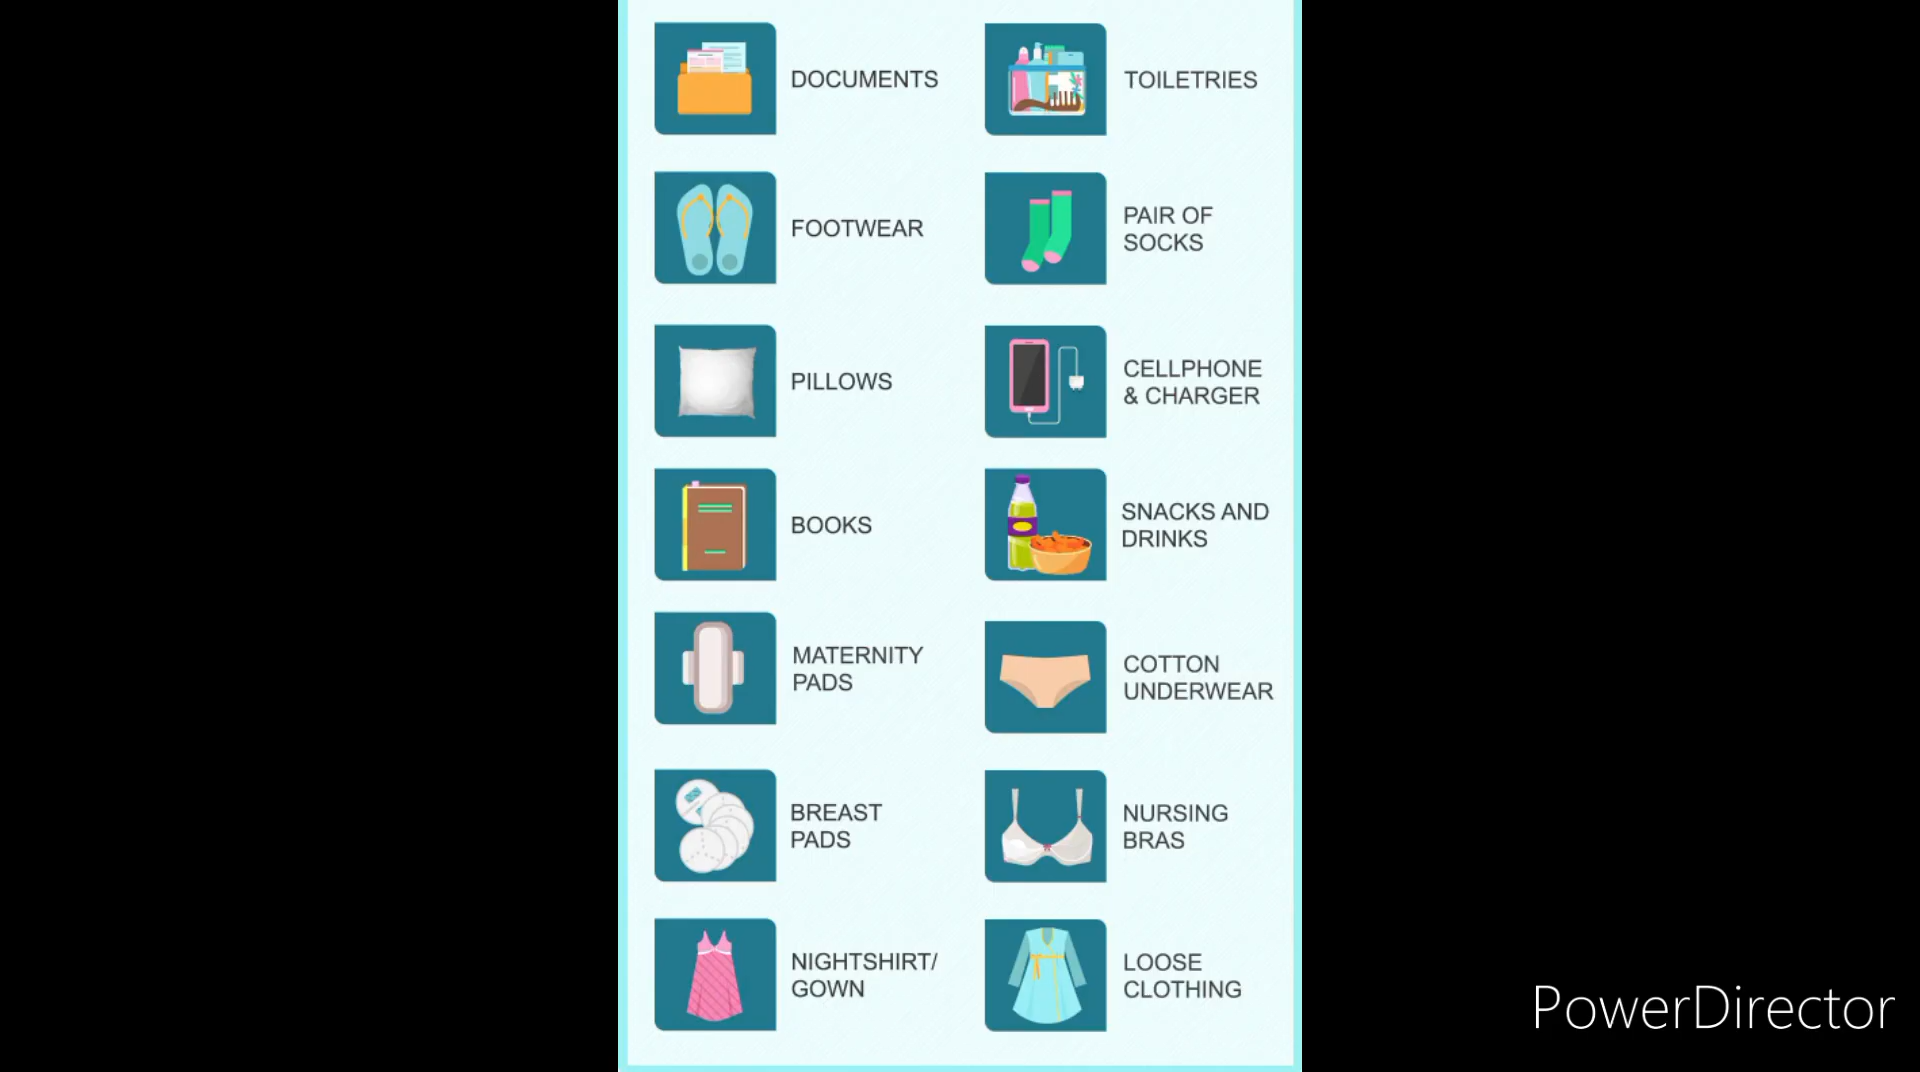 DOCUMENTS
TOILETRIES
FOOTWEAR
PAIR OF
SOCKS
PILLOWS
CELLPHONE
& CHARGER
BOOKS
SNACKS AND
DRINKS
MATERNITY
PADS
COTTON
UNDERWEAR
BREAST
PADS
NURSING
BRAS
NIGHTSHIRT/
GOWN
LOOSE
CLOTHING
PowerDirector